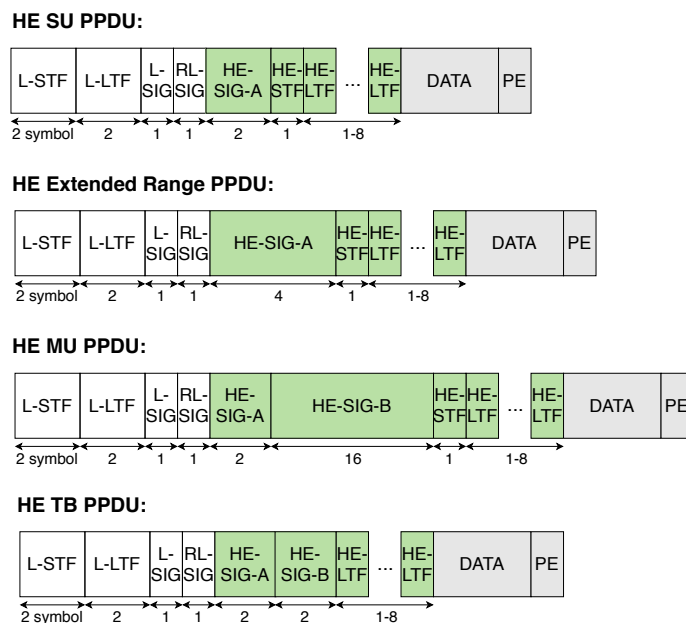 HE SU PPDU:
L-STF L-LTF L-SIG RL-SIG HE-SIG-A HE-STF HE-LTF ... HE-LTF DATA PE
2 symbol 2 1 1 2 1 1-8
HE Extended Range PPDU:
L-STF L-LTF L-SIG RL-SIG HE-SIG-A HE-STF HE-LTF ... HE-LTF DATA PE
2 symbol 2 1 1 4 1 1-8
HE MU PPDU:
L-STF L-LTF L-SIG RL-SIG HE-SIG-A HE-SIG-B HE-STF HE-LTF ... HE-LTF DATA PE
2 symbol 2 1 1 2 16 1 1-8
HE TB PPDU:
L-STF L-LTF L-SIG RL-SIG HE-SIG-A HE-SIG-B HE-LTF ... HE-LTF DATA PE
2 symbol 2 1 1 2 2 1-8